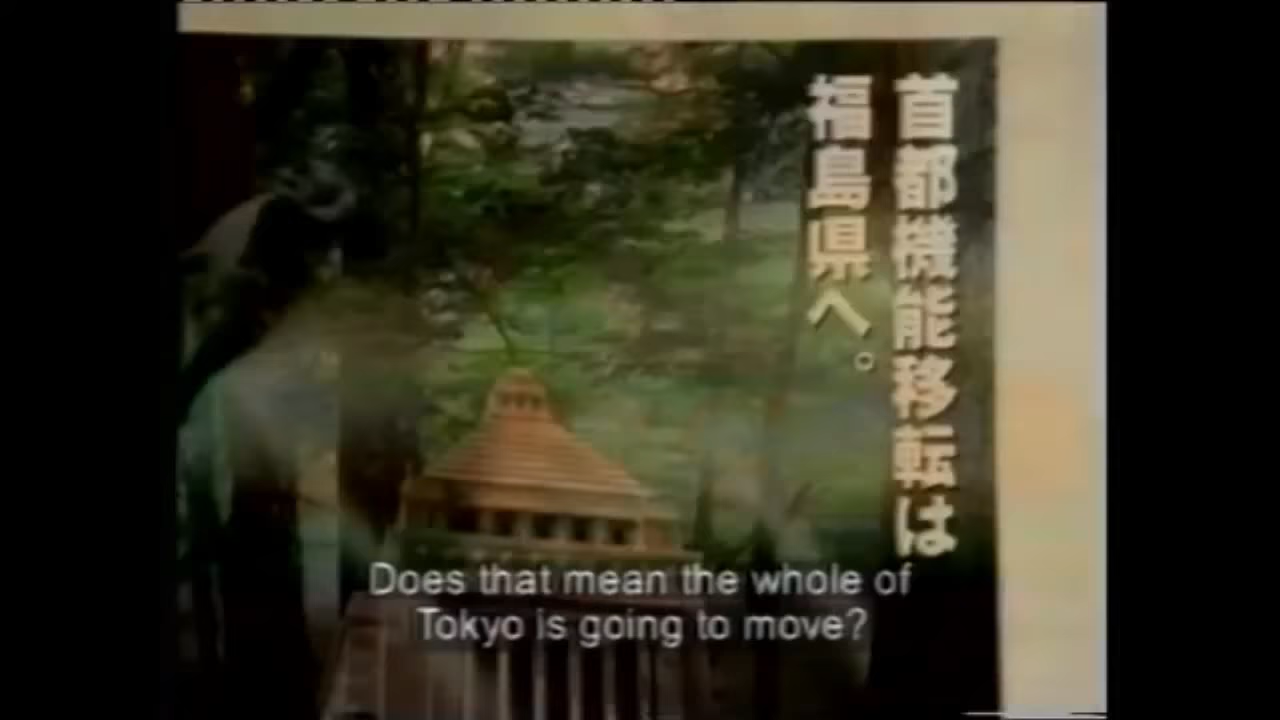 首都機能移転は
福島県へ。
Does that mean the whole of
Tokyo is going to move?